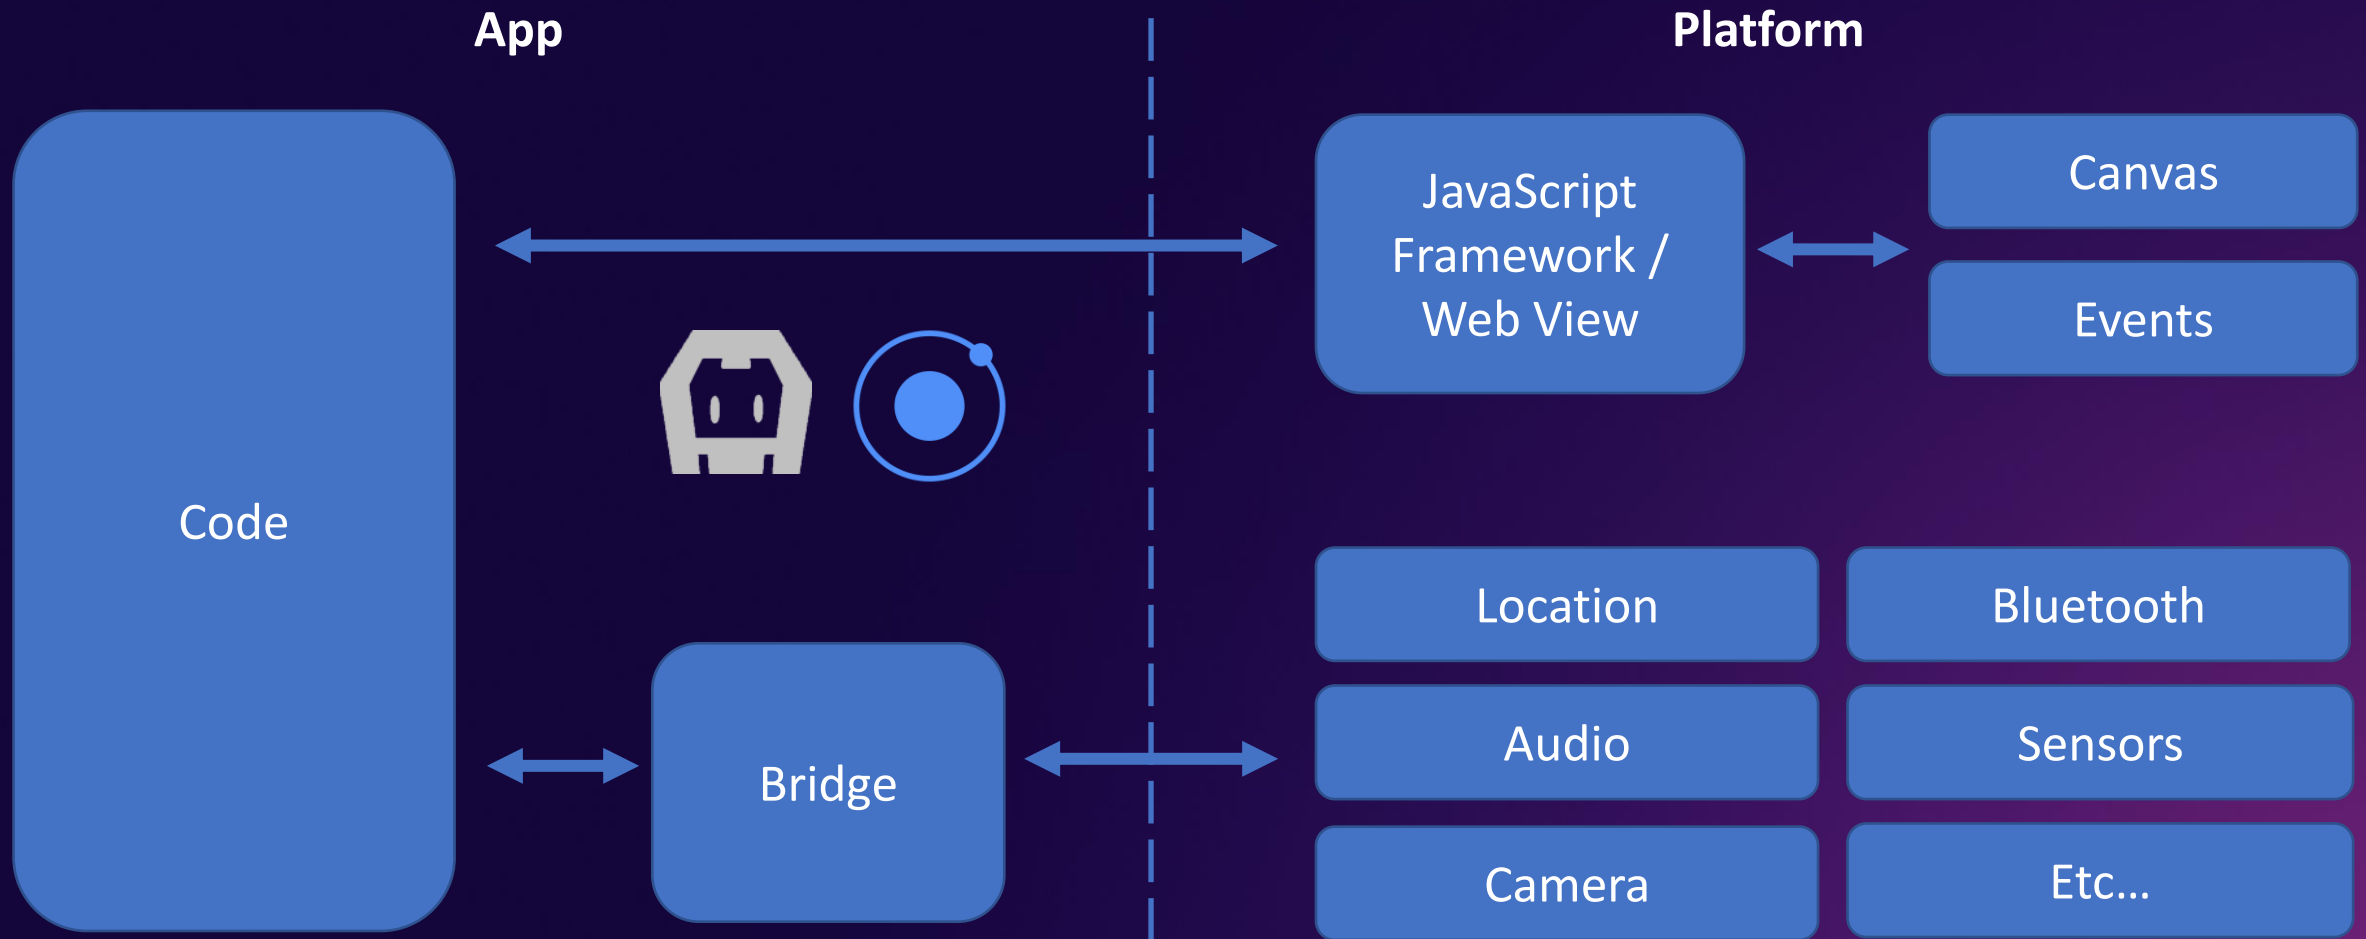 App
Platform
Code
JavaScript
Framework /
Web View
Canvas
Events
Bridge
Location
Bluetooth
Audio
Sensors
Camera
Etc...